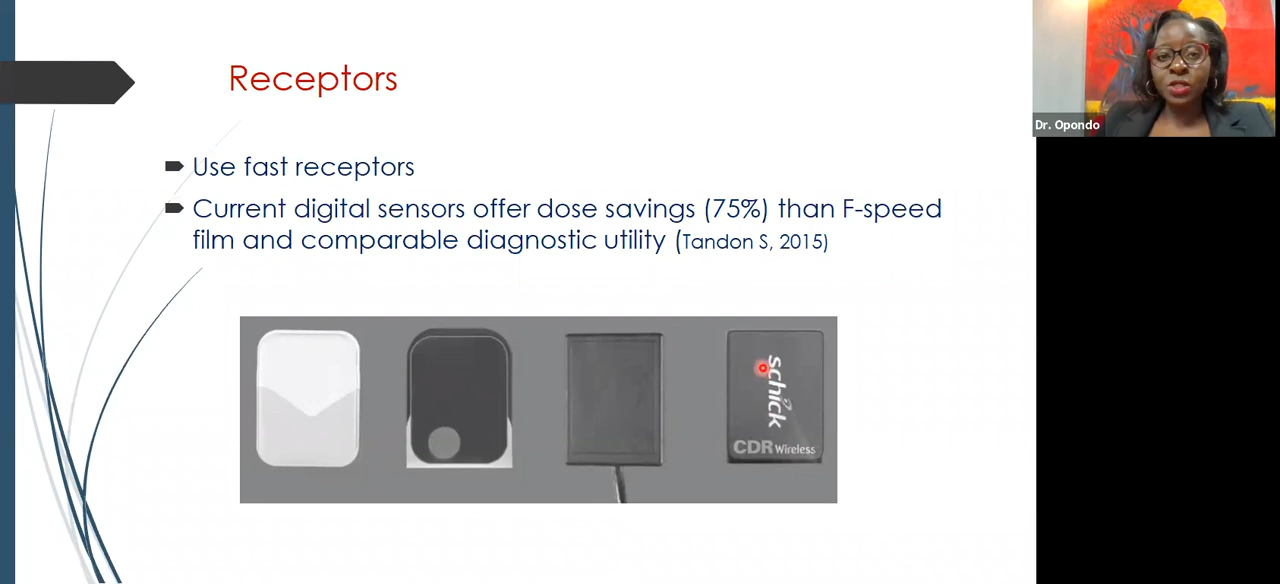 Receptors
Use fast receptors
Current digital sensors offer dose savings (75%) than F-speed
film and comparable diagnostic utility (Tandon S, 2015)
schick
CDR Wireless
Dr. Opondo